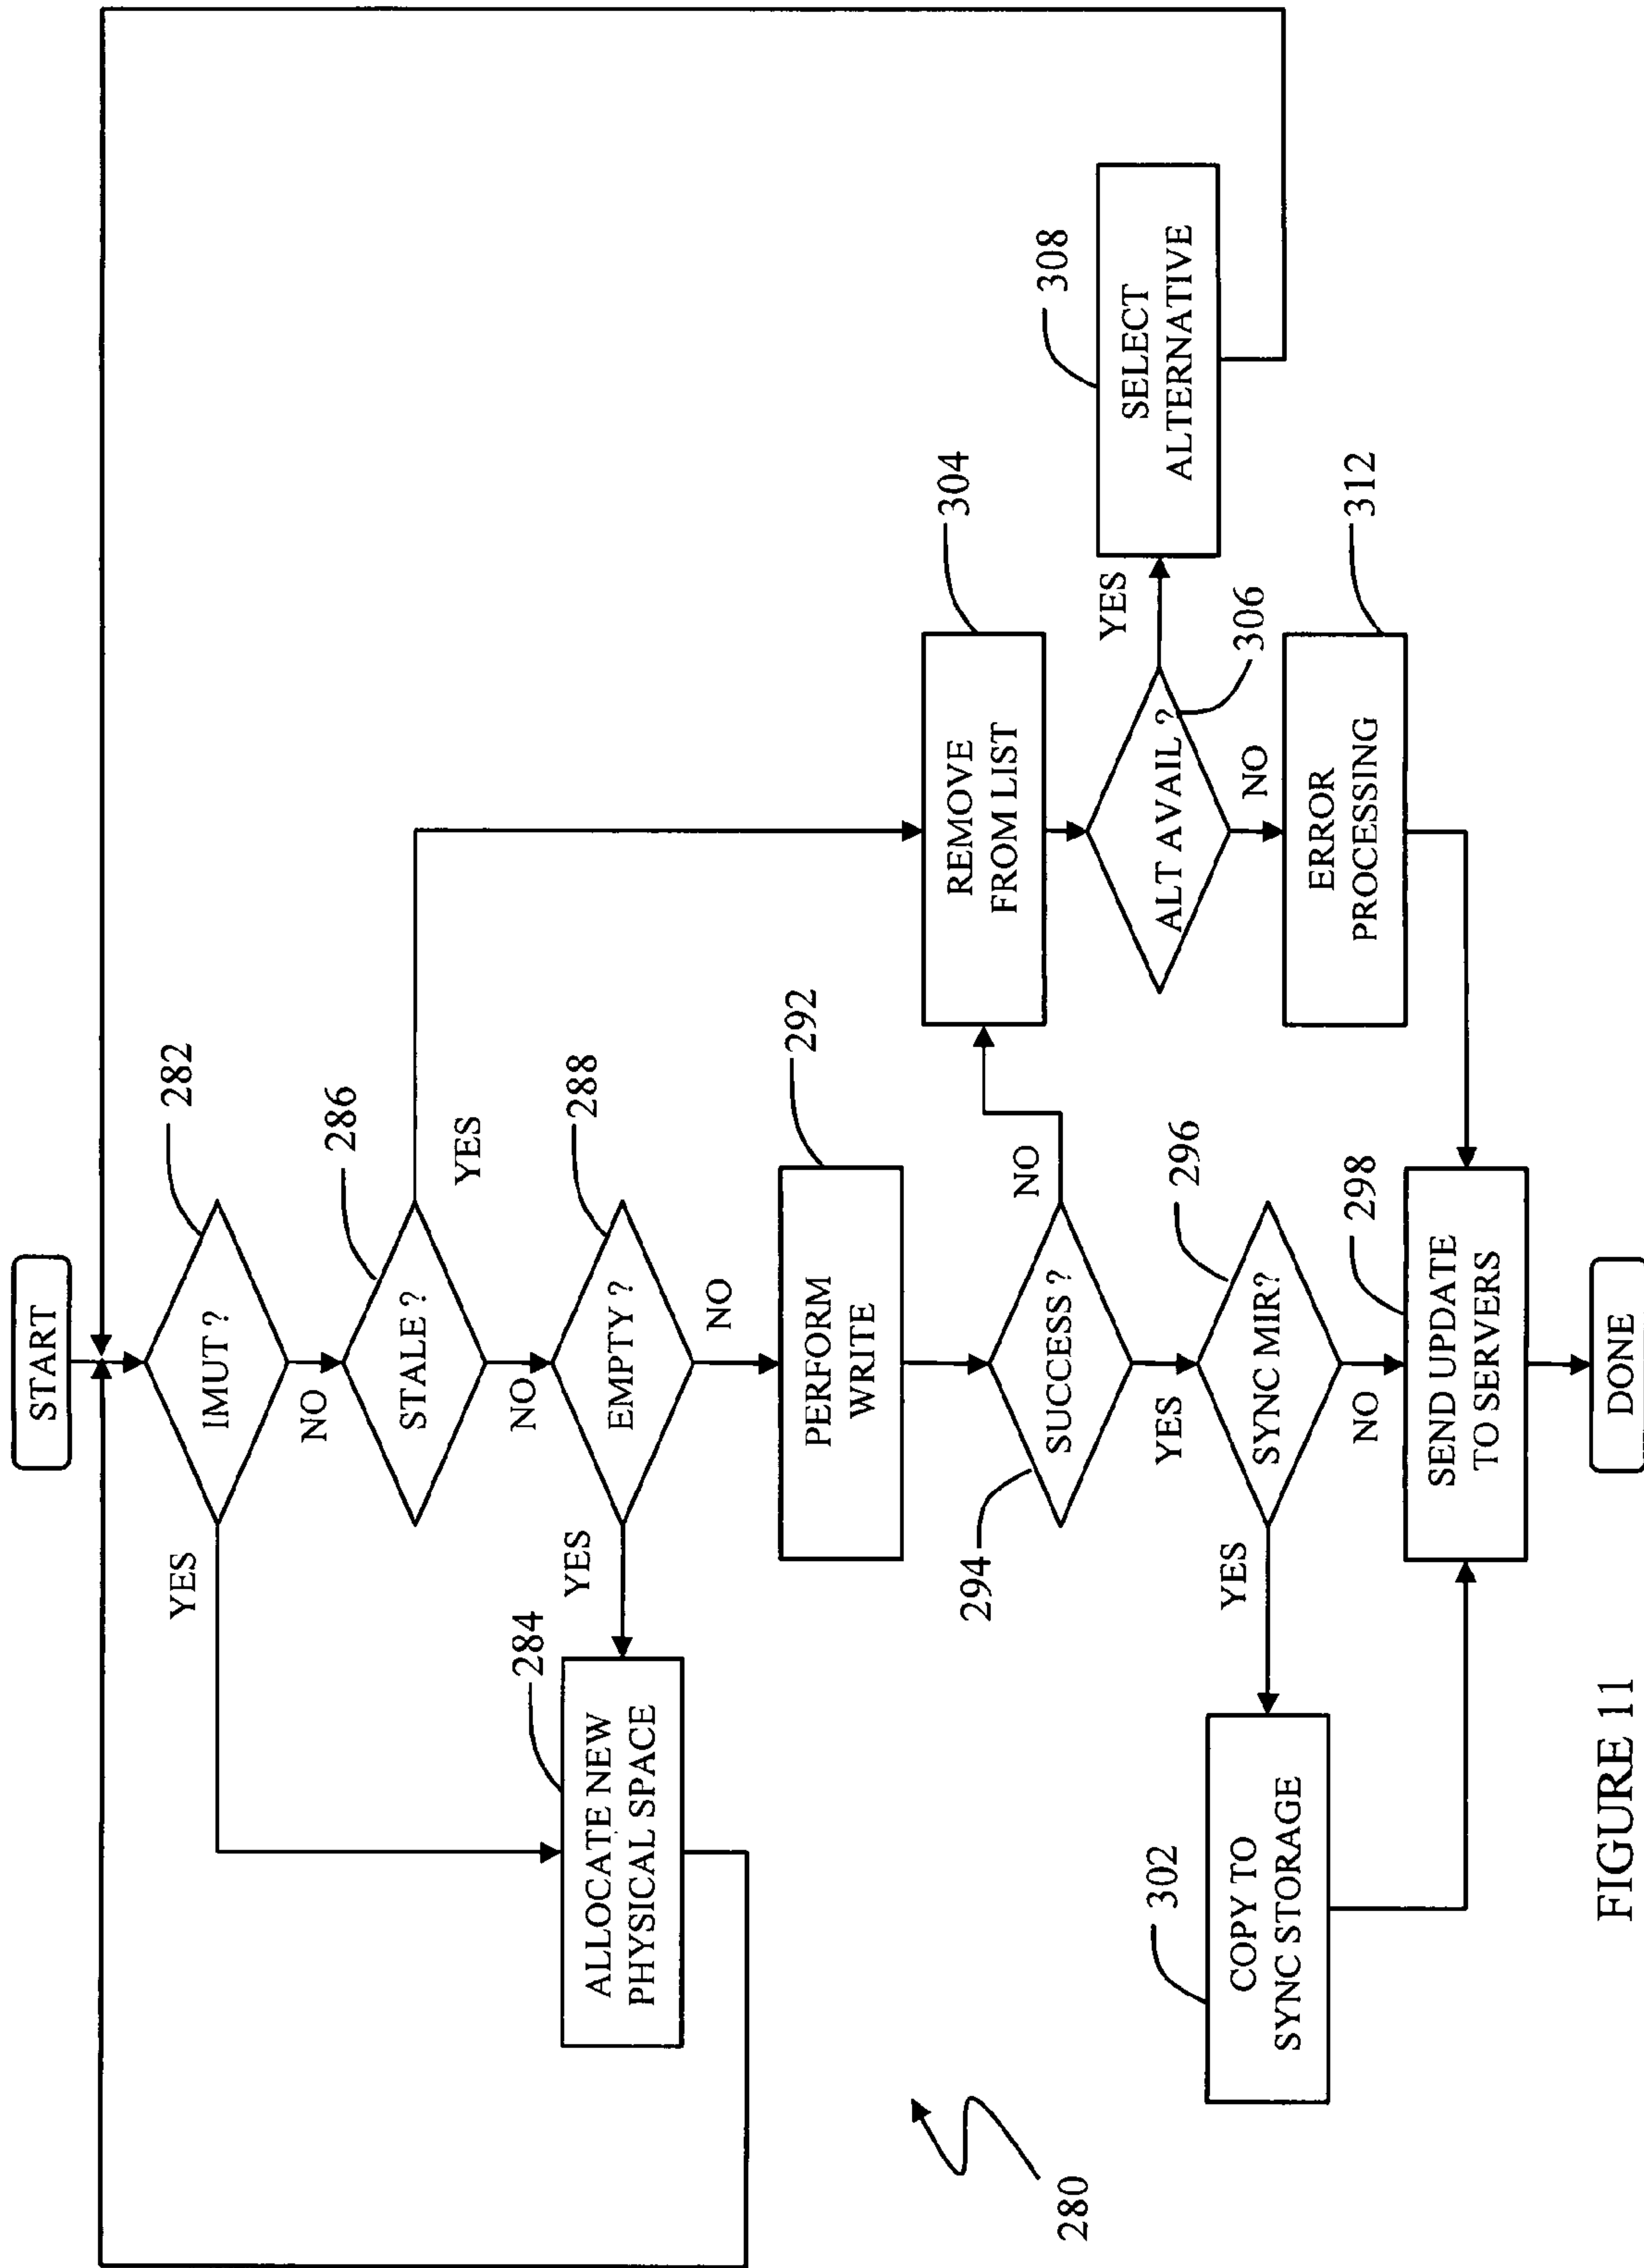 START
IMUT ?
282
YES
NO
STALE ?
286
YES
NO
EMPTY ?
288
YES
NO
284
ALLOCATE NEW
PHYSICAL SPACE
PERFORM
WRITE
292
SUCCESS ?
294
NO
YES
REMOVE
FROM LIST
304
ALT AVAIL ?
306
YES
NO
SELECT
ALTERNATIVE
308
ERROR
PROCESSING
312
SYNC MIR?
296
YES
NO
COPY TO
SYNC STORAGE
302
SEND UPDATE
TO SERVERS
298
DONE
280
FIGURE 11